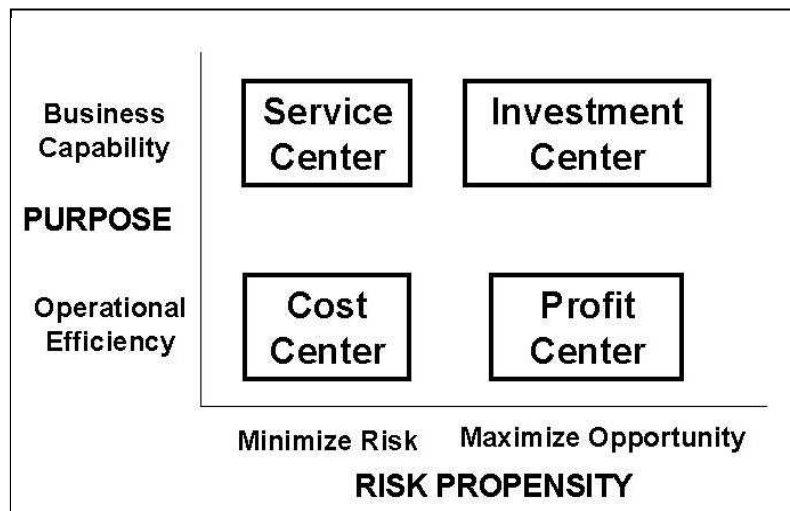 Business
Capability
Service
Center
Investment
Center
PURPOSE
Operational
Efficiency
Cost
Center
Profit
Center
Minimize Risk
Maximize Opportunity
RISK PROPENSITY